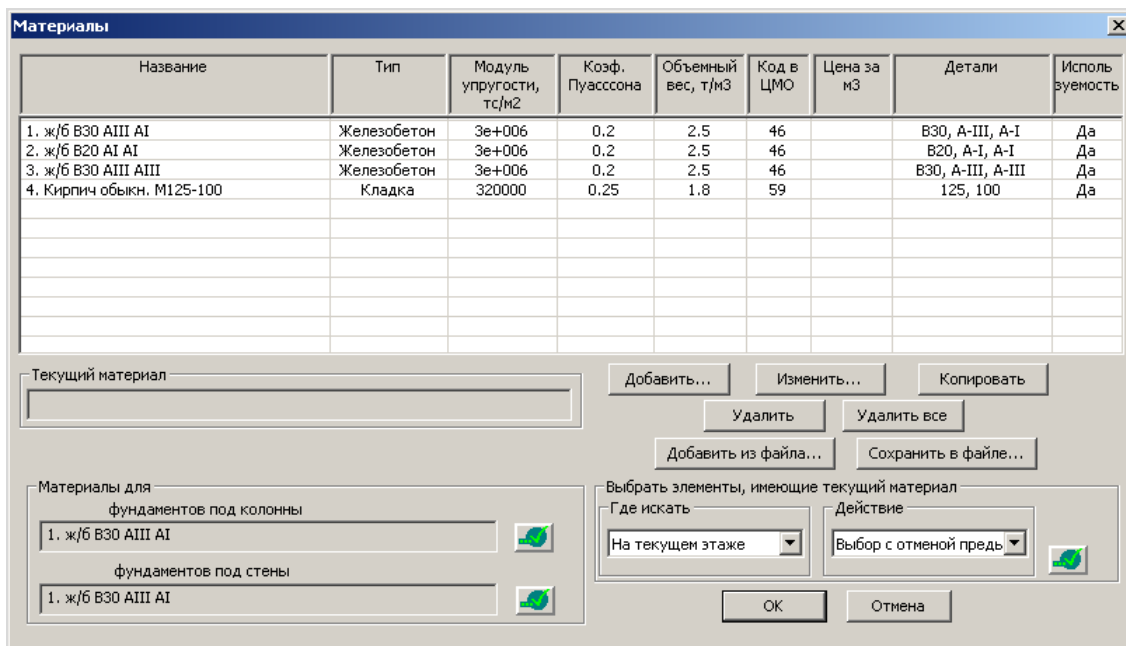 Материалы
Название Тип Модуль упругости, тс/м2 Коэф. Пуасссона Объемный вес, т/м3 Код в ЦМО Цена за м3 Детали Исполь зуемость
1. ж/б В30 АIII АI Железобетон 3e+006 0.2 2.5 46 В30, А-III, А-I Да
2. ж/б В20 АI АI Железобетон 3e+006 0.2 2.5 46 В20, А-I, А-I Да
3. ж/б В30 АIII АIII Железобетон 3e+006 0.2 2.5 46 В30, А-III, А-III Да
4. Кирпич обыкн. М125-100 Кладка 320000 0.25 1.8 59 125, 100 Да
Текущий материал
Добавить... Изменить... Копировать
Удалить Удалить все
Добавить из файла... Сохранить в файле...
Материалы для
фундаментов под колонны
1. ж/б В30 АIII АI
фундаментов под стены
1. ж/б В30 АIII АI
Выбрать элементы, имеющие текущий материал
Где искать Действие
На текущем этаже Выбор с отменой предь
OK Отмена